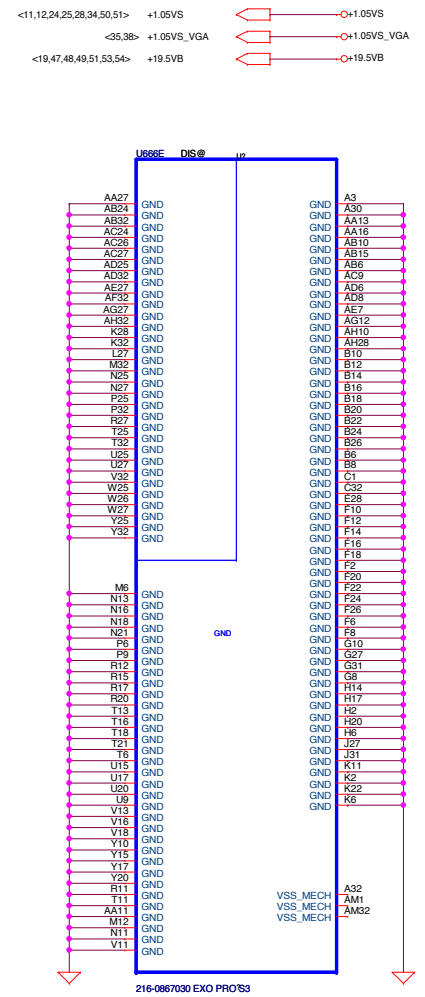 <11,12,24,25,28,34,50,51> +1.05VS +1.05VS
<35,38> +1.05VS_VGA +1.05VS_VGA
<19,47,48,49,51,53,54> +19.5VB +19.5VB
U666E DIS@ U?
AA27 GND GND A3
AB24 GND GND A30
AB32 GND GND AA13
AC24 GND GND AA16
AC26 GND GND AB10
AC27 GND GND AB15
AD25 GND GND AB6
AD32 GND GND AC9
AE27 GND GND AD6
AF32 GND GND AD8
AG27 GND GND AE7
AH32 GND GND AG12
K28 GND GND AH10
K32 GND GND AH28
L27 GND GND B10
M32 GND GND B12
N25 GND GND B14
N27 GND GND B16
P25 GND GND B18
P32 GND GND B20
R27 GND GND B22
T25 GND GND B24
T32 GND GND B26
U25 GND GND B6
U27 GND GND B8
V32 GND GND C1
W25 GND GND C32
W26 GND GND E28
W27 GND GND F10
Y25 GND GND F12
Y32 GND GND F14
GND F16
GND F18
GND F2
GND F20
M6 GND GND F22
N13 GND GND F24
N16 GND GND F26
N18 GND GND F6
N21 GND GND GND F8
P6 GND GND G10
P9 GND GND G27
R12 GND GND G31
R15 GND GND G8
R17 GND GND H14
R20 GND GND H17
T13 GND GND H2
T16 GND GND H20
T18 GND GND H6
T21 GND GND J27
T6 GND GND J31
U15 GND GND K11
U17 GND GND K2
U20 GND GND K22
U9 GND GND K6
V13 GND
V16 GND
V18 GND
Y10 GND
Y15 GND
Y17 GND
Y20 GND
R11 GND VSS_MECH A32
T11 GND VSS_MECH AM1
AA11 GND VSS_MECH AM32
M12 GND
N11 GND
V11 GND
216-0867030 EXO PRO?S3